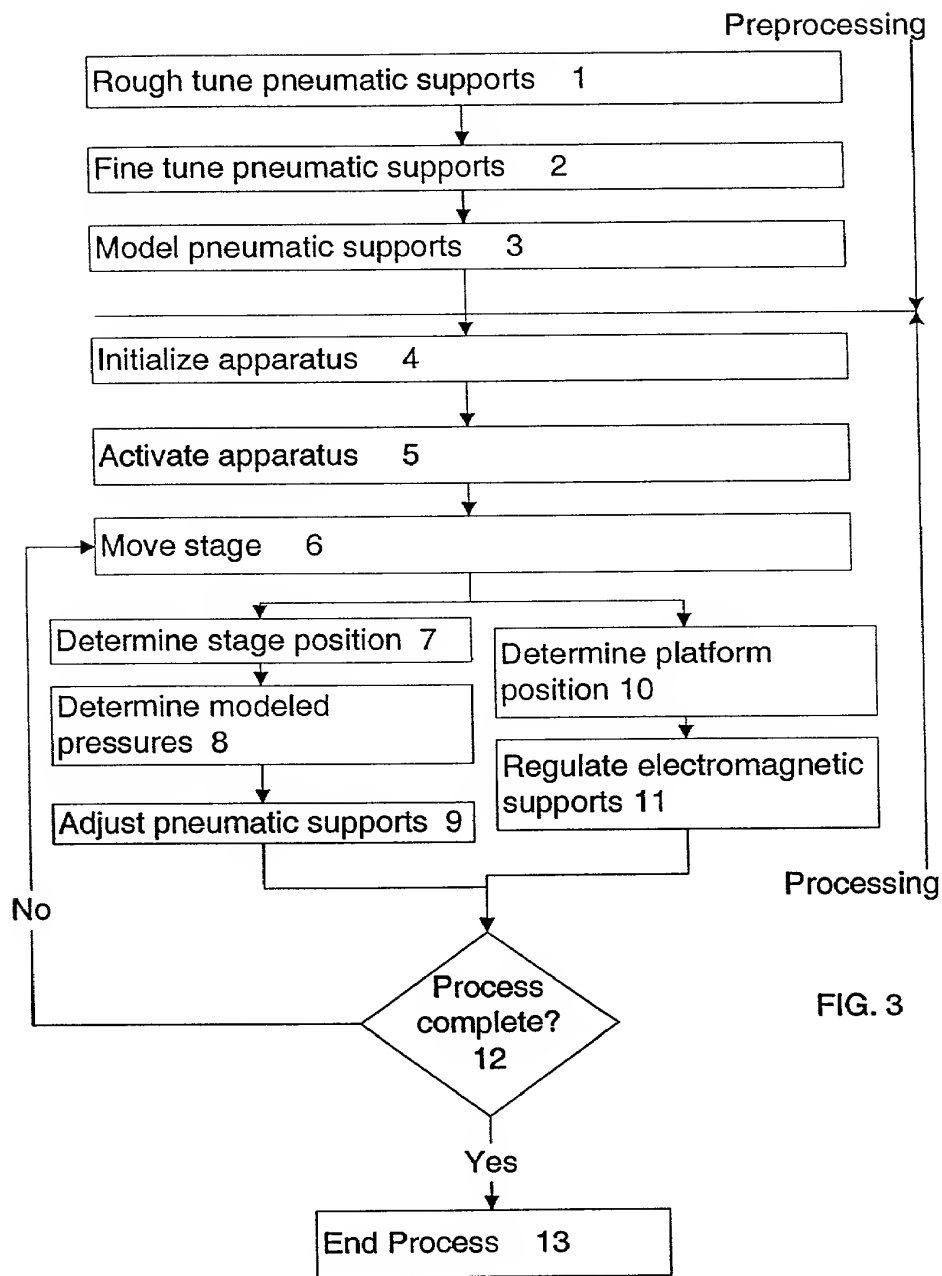 Preprocessing
Rough tune pneumatic supports 1
Fine tune pneumatic supports 2
Model pneumatic supports 3
Initialize apparatus 4
Activate apparatus 5
Move stage 6
Determine stage position 7
Determine modeled
pressures 8
Adjust pneumatic supports 9
Determine platform
position 10
Regulate electromagnetic
supports 11
Processing
No
Process
complete?
12
FIG. 3
Yes
End Process 13